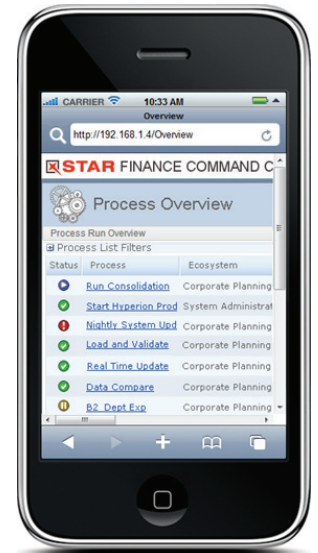 CARRIER 10:33 AM
Overview
http://192.168.1.4/Overview
STAR FINANCE COMMAND C
Process Overview
Process Run Overview
Process List Filters
Status Process Ecosystem
Run Consolidation Corporate Planning
Start Hyperion Prod System Administrat
Nightly System Upd Corporate Planning
Load and Validate Corporate Planning
Real Time Update Corporate Planning
Data Compare Corporate Planning
B2_Dept Exp Corporate Planning